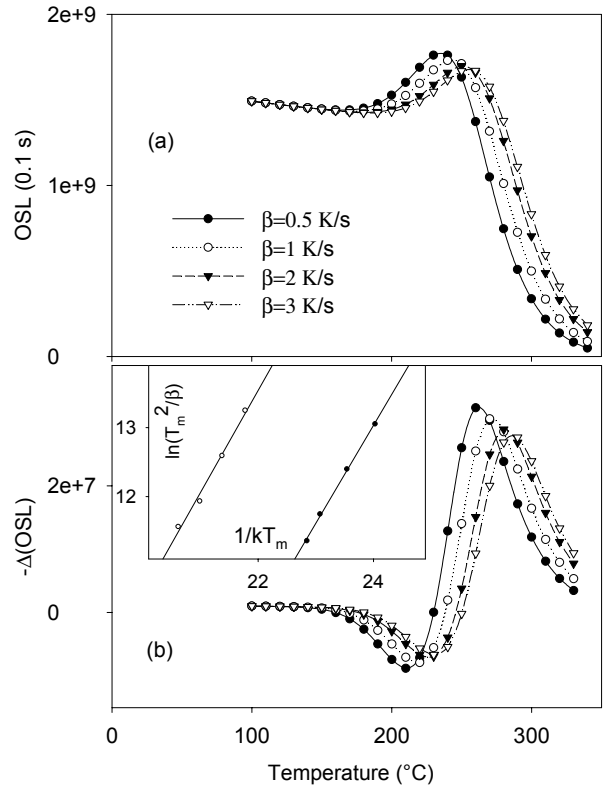 2e+9
1e+9
0
OSL (0.1 s)
(a)
β=0.5 K/s
β=1 K/s
β=2 K/s
β=3 K/s
2e+7
0
-Δ(OSL)
ln(Tₘ²/β)
13
12
1/kTₘ
22 24
(b)
0 100 200 300
Temperature (°C)